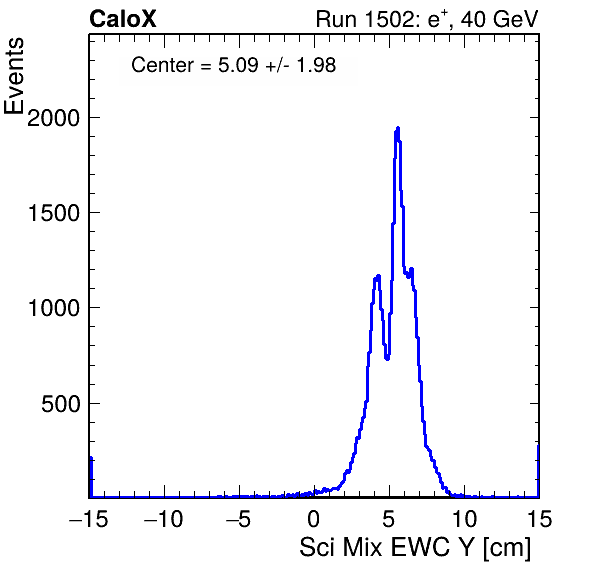 CaloX Run 1502: e⁺, 40 GeV
Center = 5.09 +/- 1.98
Events
2000
1500
1000
500
−15 −10 −5 0 5 10 15
Sci Mix EWC Y [cm]